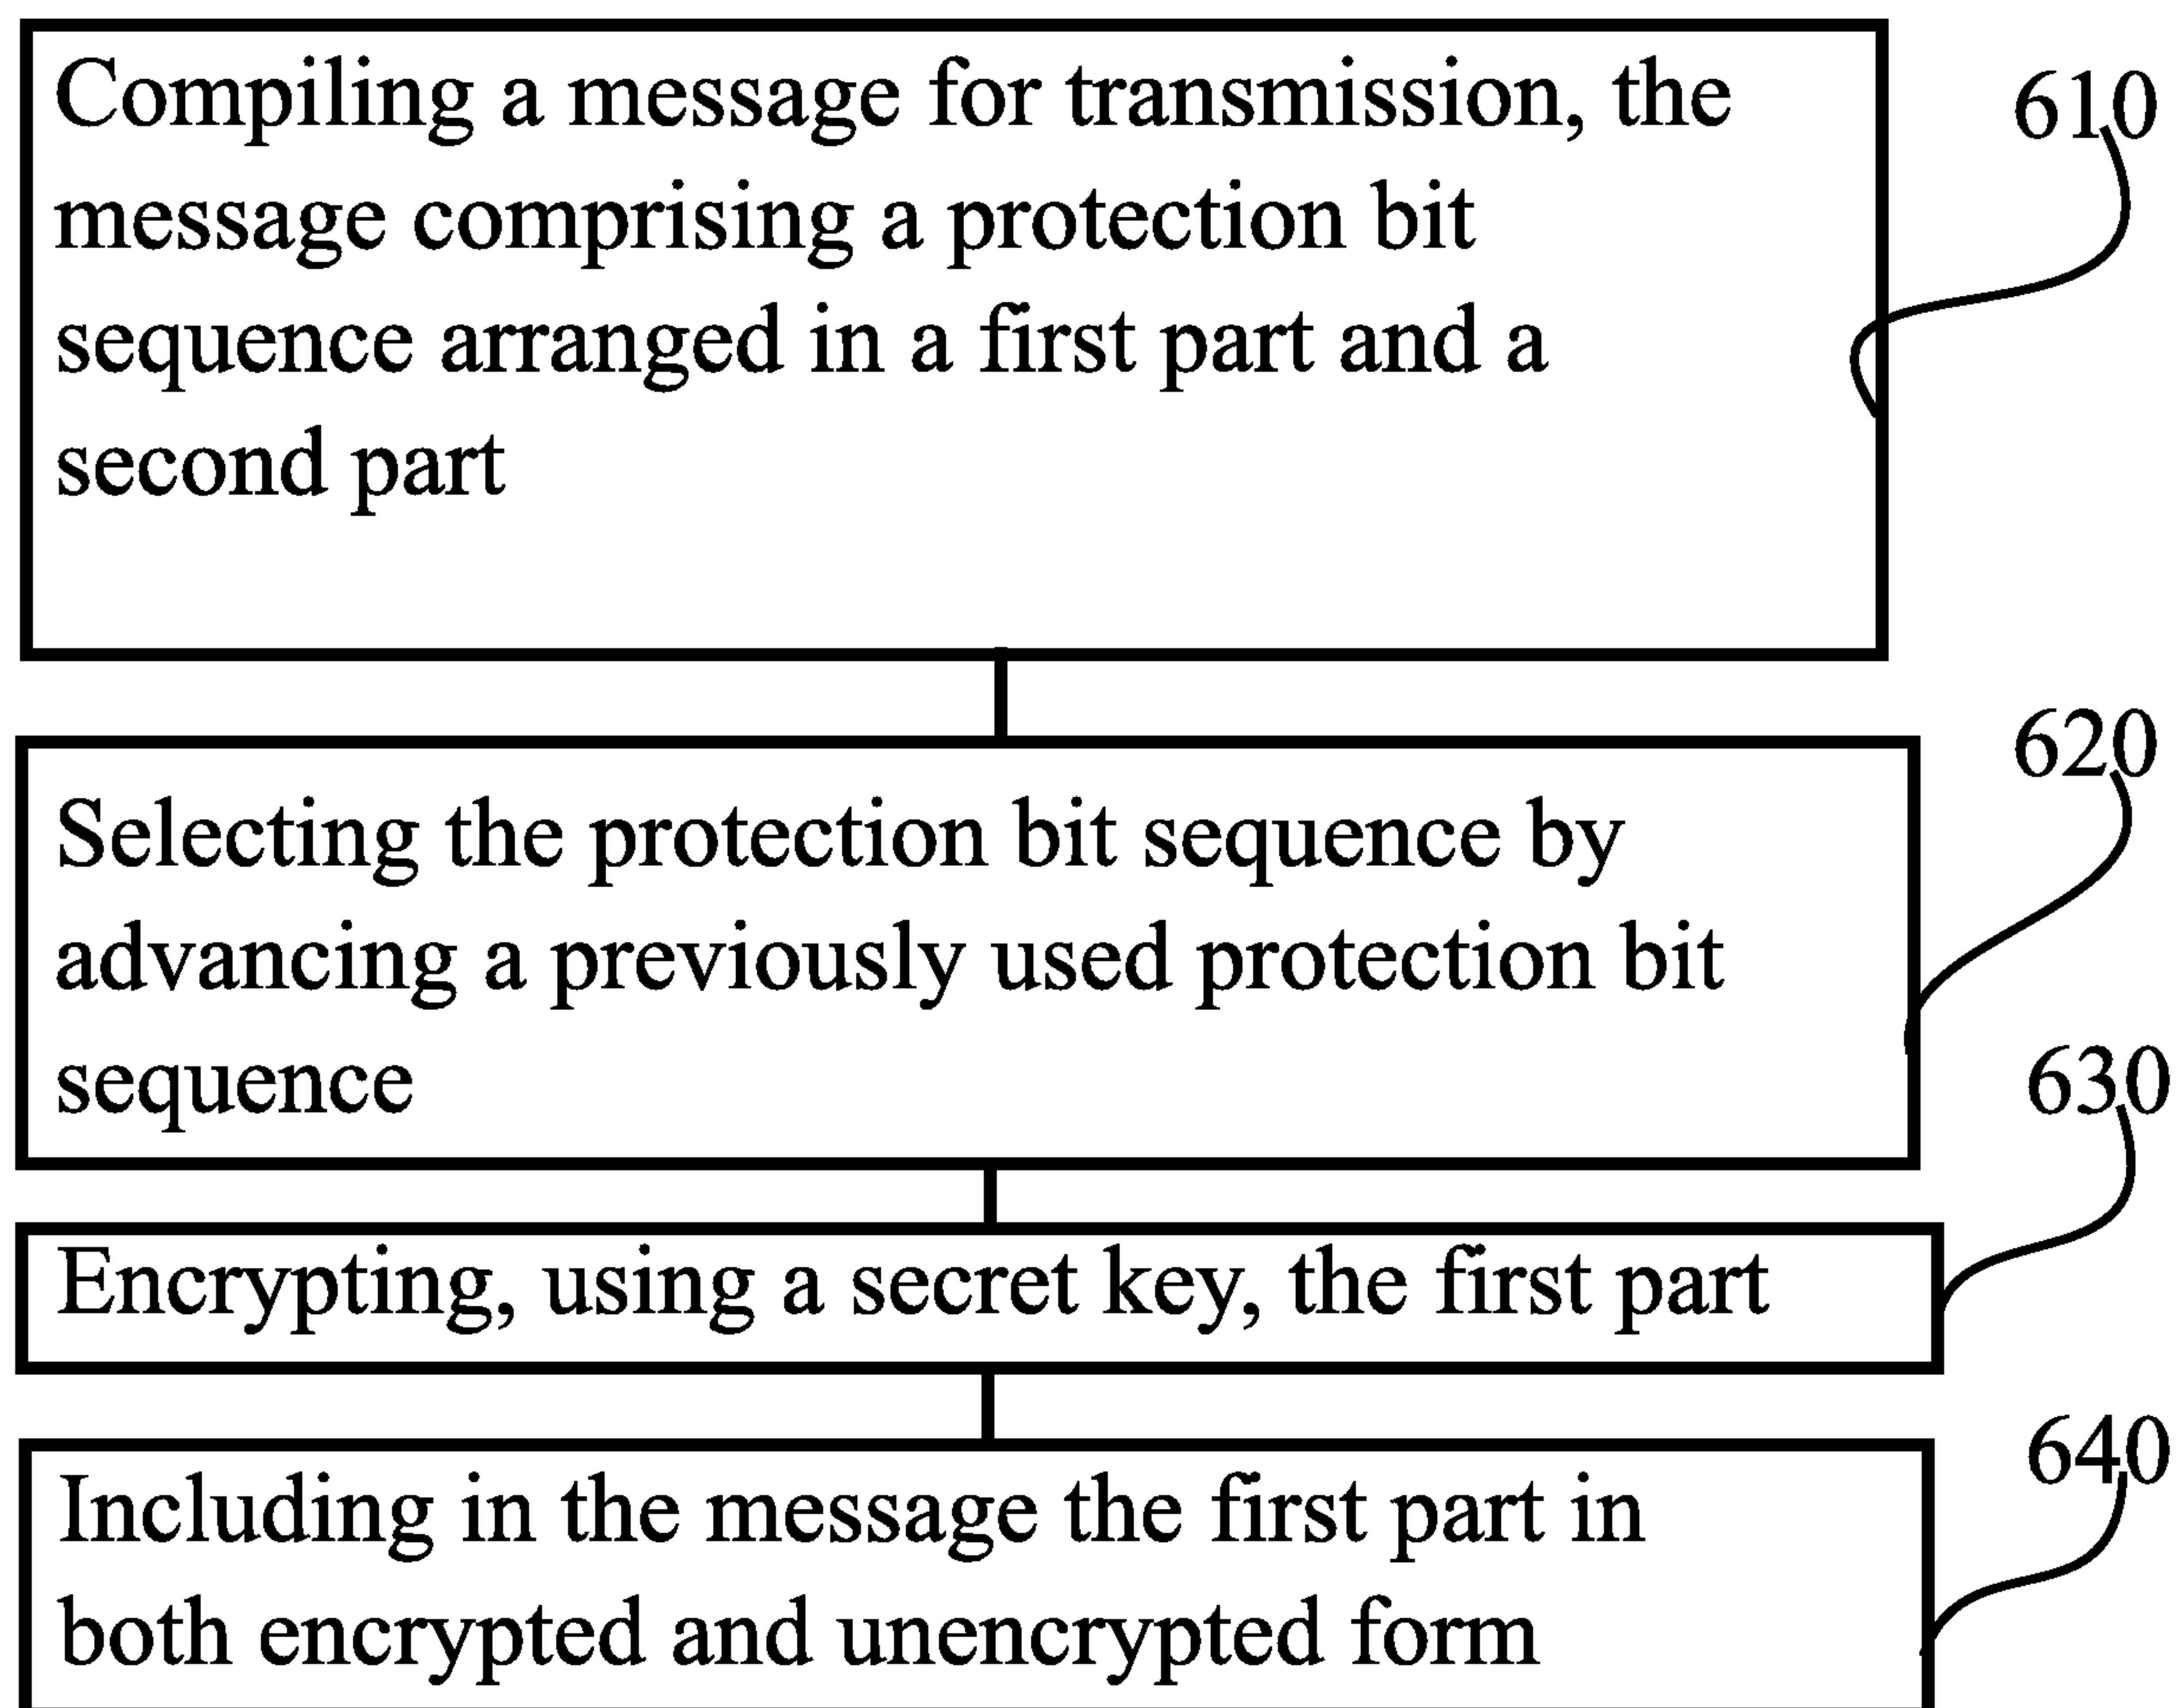 Compiling a message for transmission, the
610
message comprising a protection bit
sequence arranged in a first part and a
second part
620
Selecting the protection bit sequence by
advancing a previously used protection bit
630
sequence
Encrypting, using a secret key, the first part
640
Including in the message the first part in
both encrypted and unencrypted form